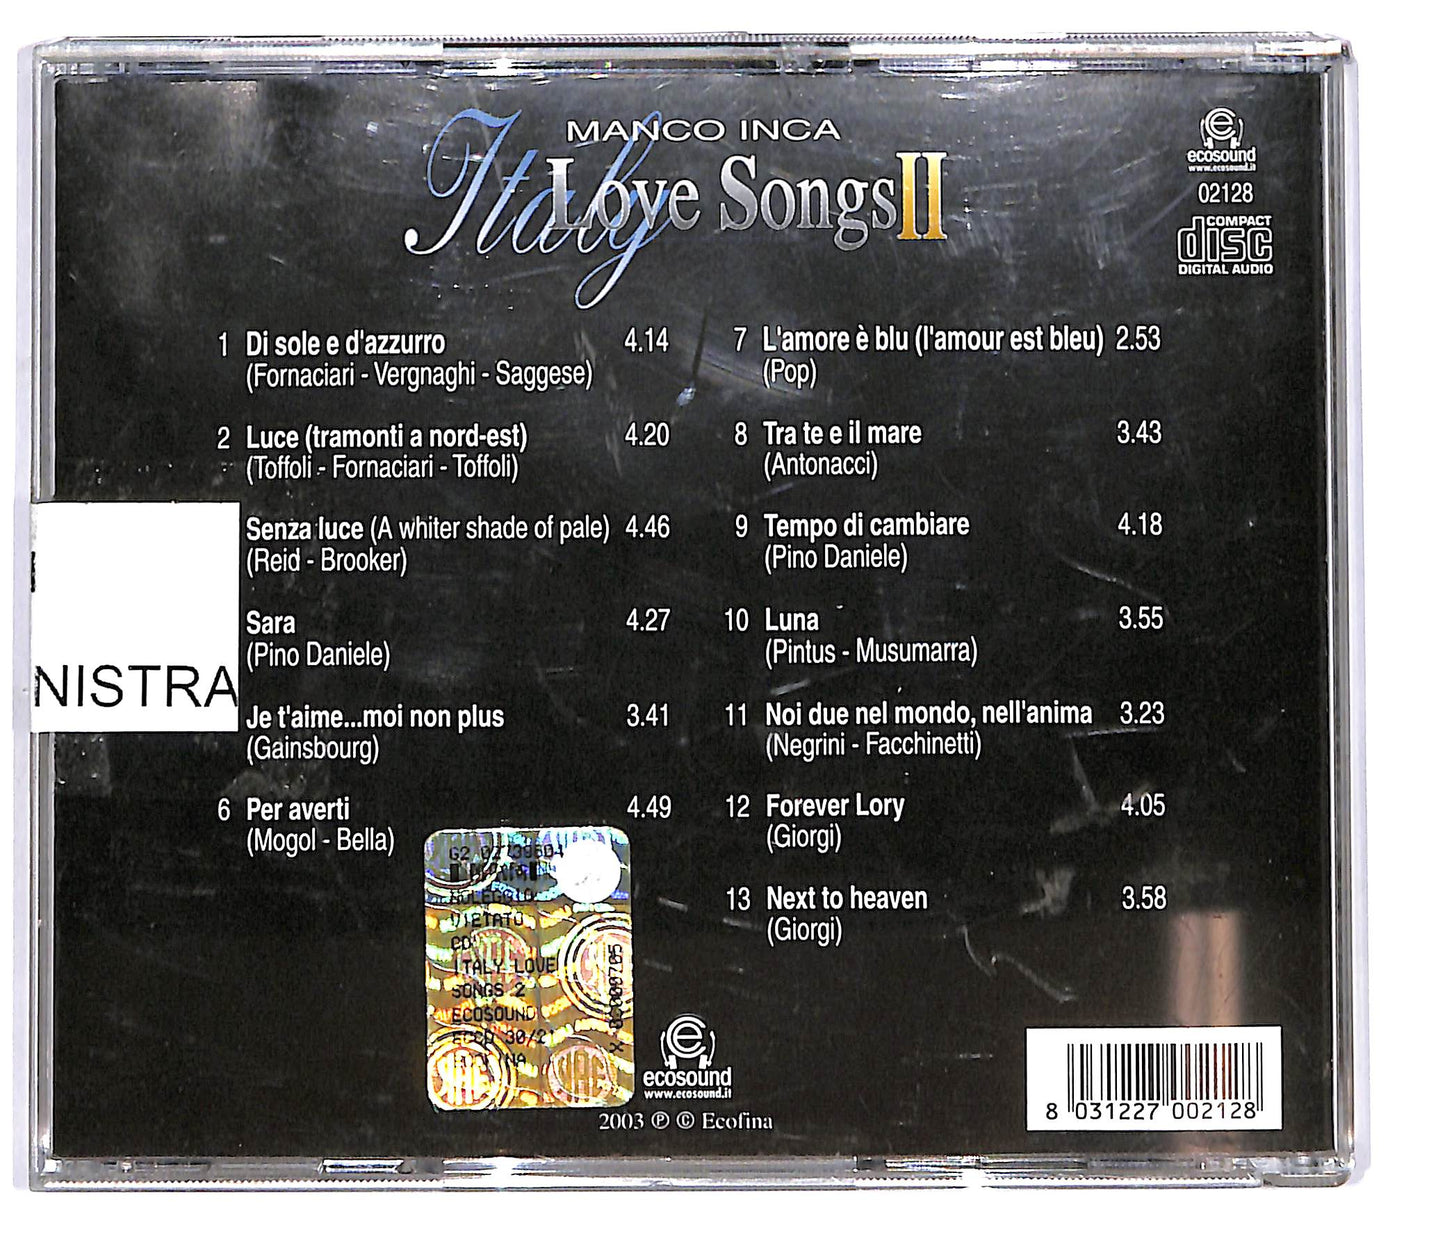 MANCO INCA
Italy
Love Songs II
ecosound
www.ecosound.it
02128
COMPACT
disc
DIGITAL AUDIO
1 Di sole e d'azzurro 4.14
(Fornaciari - Vergnaghi - Saggese)
2 Luce (tramonti a nord-est) 4.20
(Toffoli - Fornaciari - Toffoli)
Senza luce (A whiter shade of pale) 4.46
(Reid - Brooker)
Sara 4.27
(Pino Daniele)
Je t'aime...moi non plus 3.41
(Gainsbourg)
6 Per averti 4.49
(Mogol - Bella)
7 L'amore è blu (l'amour est bleu) 2.53
(Pop)
8 Tra te e il mare 3.43
(Antonacci)
9 Tempo di cambiare 4.18
(Pino Daniele)
10 Luna 3.55
(Pintus - Musumarra)
11 Noi due nel mondo, nell'anima 3.23
(Negrini - Facchinetti)
12 Forever Lory 4.05
(Giorgi)
13 Next to heaven 3.58
(Giorgi)
NISTRA
NOLEGGIO
VIETATO
CD
ITALY LOVE
SONGS 2
ECOSOUND
ECCD 30/21
ecosound
www.ecosound.it
2003 ℗ © Ecofina
8 031227 002128